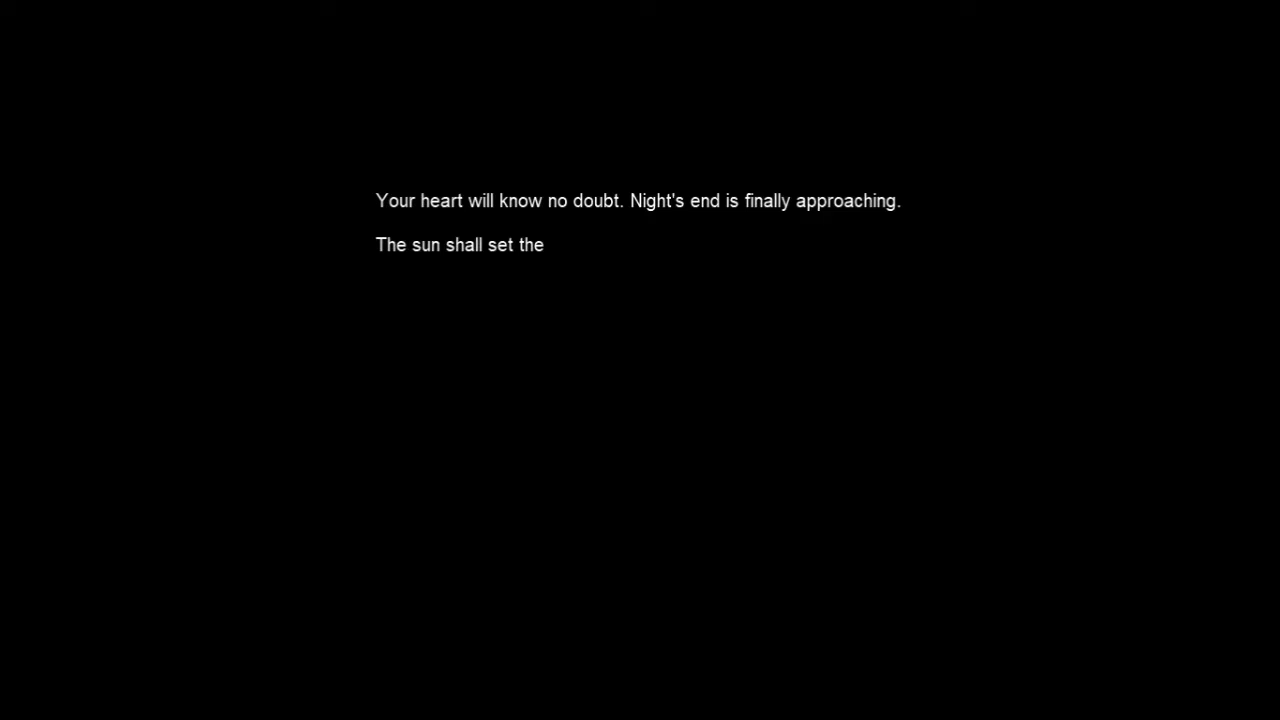 Your heart will know no doubt. Night's end is finally approaching.
The sun shall set the